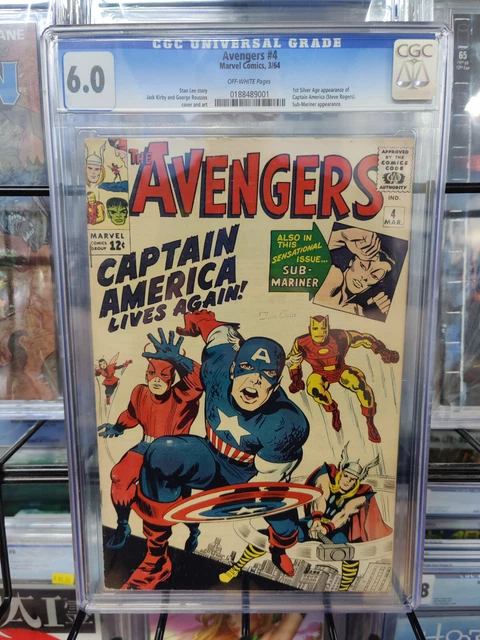 CGC UNIVERSAL GRADE
6.0
Avengers #4
Marvel Comics, 3/64
OFF-WHITE Pages
Stan Lee story
Jack Kirby and George Roussos
cover and art
0188489001
1st Silver Age appearance of
Captain America (Steve Rogers).
Sub-Mariner appearance.
CGC
THE AVENGERS
APPROVED
BY THE
COMICS
CODE
AUTHORITY
IND.
4
MAR.
MARVEL
COMICS
GROUP
12¢
CAPTAIN
AMERICA
LIVES AGAIN!
ALSO IN
THIS
SENSATIONAL
ISSUE...
SUB-
MARINER
A
65